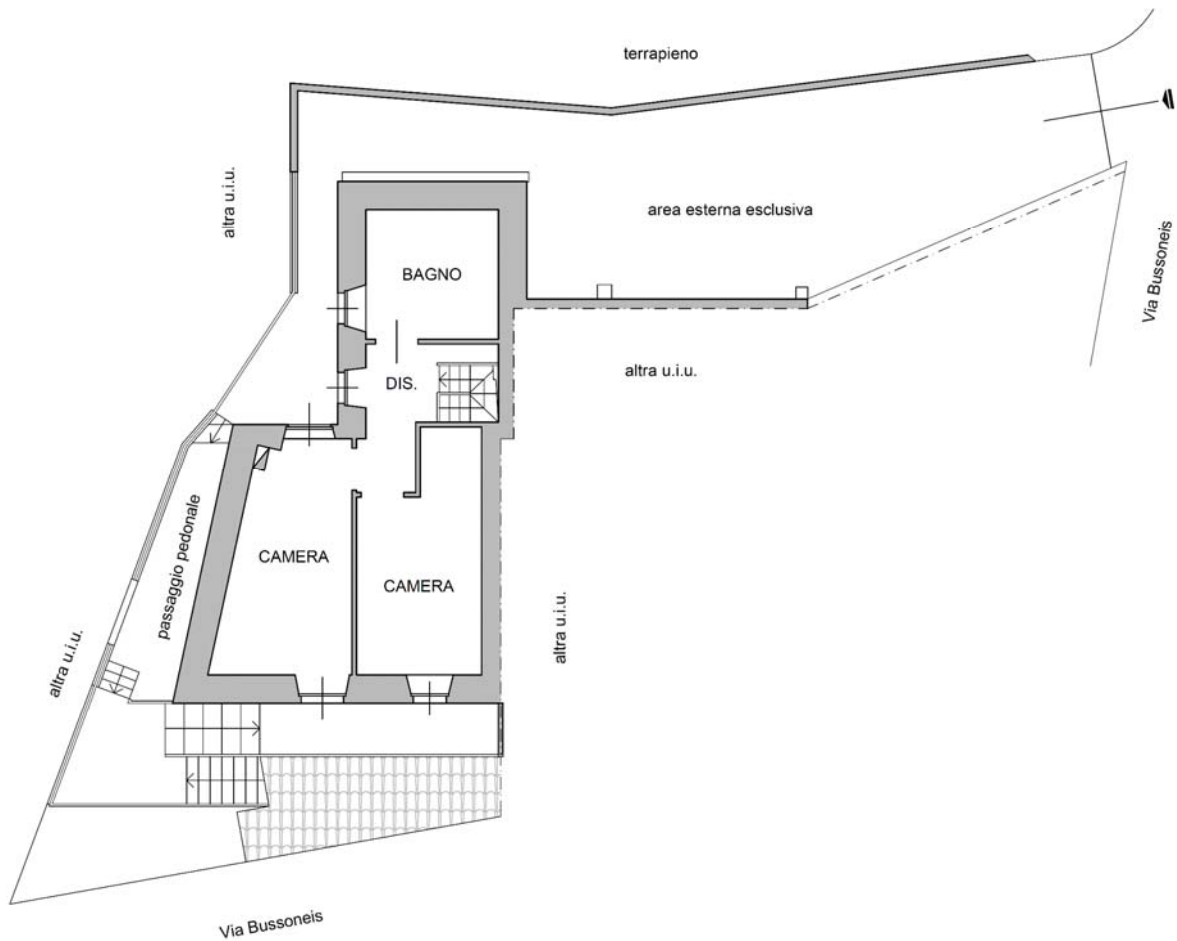 terrapieno
altra u.i.u.
area esterna esclusiva
Via Bussoneis
BAGNO
altra u.i.u.
DIS.
passaggio pedonale
CAMERA
CAMERA
altra u.i.u.
altra u.i.u.
Via Bussoneis